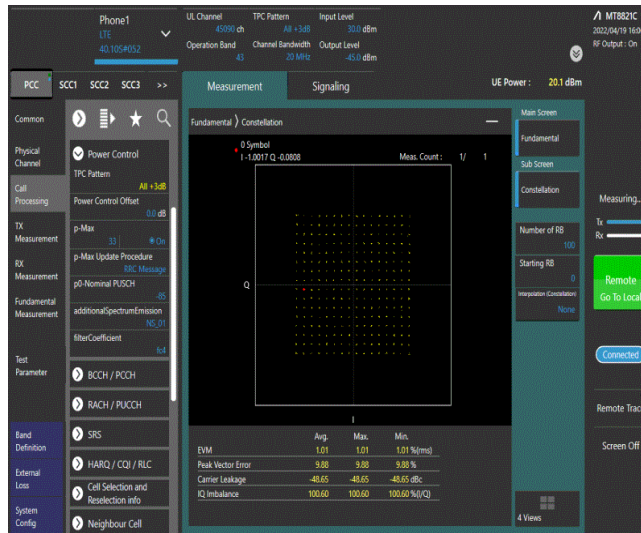 Phone1
LTE
40.105#052
UL Channel
45090 ch
TPC Pattern
All +3dB
Input Level
30.0 dBm
Operation Band
43
Channel Bandwidth
20 MHz
Output Level
-45.0 dBm
MT8821C
2022/04/19 16:0
RF Output : On
PCC SCC1 SCC2 SCC3 >>
Measurement
Signaling
UE Power : 20.1 dBm
Common
Physical
Channel
Call
Processing
TX
Measurement
RX
Measurement
Fundamental
Measurement
Test
Parameter
Band
Definition
External
Loss
System
Config
Power Control
TPC Pattern
All +3dB
Power Control Offset
0.0 dB
p-Max
33 On
p-Max Update Procedure
RRC Message
p0-Nominal PUSCH
-85
additionalSpectrumEmission
NS_01
filterCoefficient
fc4
BCCH / PCCH
RACH / PUCCH
SRS
HARQ / CQI / RLC
Cell Selection and
Reselection info
Neighbour Cell
Fundamental ) Constellation
0 Symbol
I -1.0017 Q -0.0808
Meas. Count : 1/ 1
Q
I
Avg. Max. Min.
EVM 1.01 1.01 1.01 %(rms)
Peak Vector Error 9.88 9.88 9.88 %
Carrier Leakage -48.65 -48.65 -48.65 dBc
IQ Imbalance 100.60 100.60 100.60 %(I/Q)
Main Screen
Fundamental
Sub Screen
Constellation
Number of RB
100
Starting RB
0
Interpolation (Constellation)
None
4 Views
Measuring...
Tx
Rx
Remote
Go To Local
Connected
Remote Trac
Screen Off